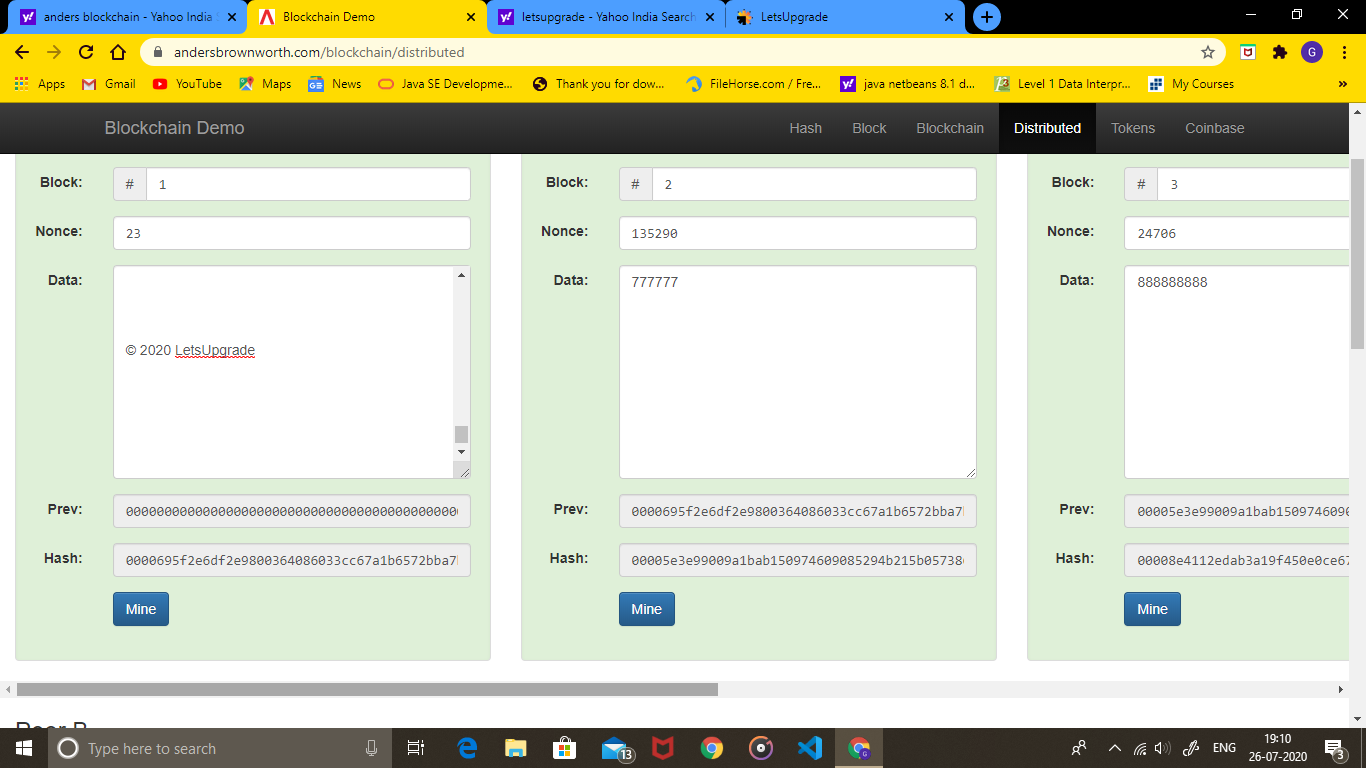 anders blockchain - Yahoo India S
Blockchain Demo
letsupgrade - Yahoo India Search
LetsUpgrade
andersbrownworth.com/blockchain/distributed
G
Apps
Gmail
YouTube
Maps
News
Java SE Developme...
Thank you for dow...
FileHorse.com / Fre...
java netbeans 8.1 d...
Level 1 Data Interpr...
My Courses
»
Blockchain Demo
Hash
Block
Blockchain
Distributed
Tokens
Coinbase
Block: # 1
Nonce: 23
Data:
© 2020 LetsUpgrade
Prev: 000000000000000000000000000000000000000000
Hash: 0000695f2e6df2e9800364086033cc67a1b6572bba7
Mine
Block: # 2
Nonce: 135290
Data: 777777
Prev: 0000695f2e6df2e9800364086033cc67a1b6572bba7
Hash: 00005e3e99009a1bab150974609085294b215b05738
Mine
Block: # 3
Nonce: 24706
Data: 888888888
Prev: 00005e3e99009a1bab1509746090
Hash: 00008e4112edab3a19f450e0ce67
Mine
Peer B
Type here to search
13
ENG
19:10
26-07-2020
3